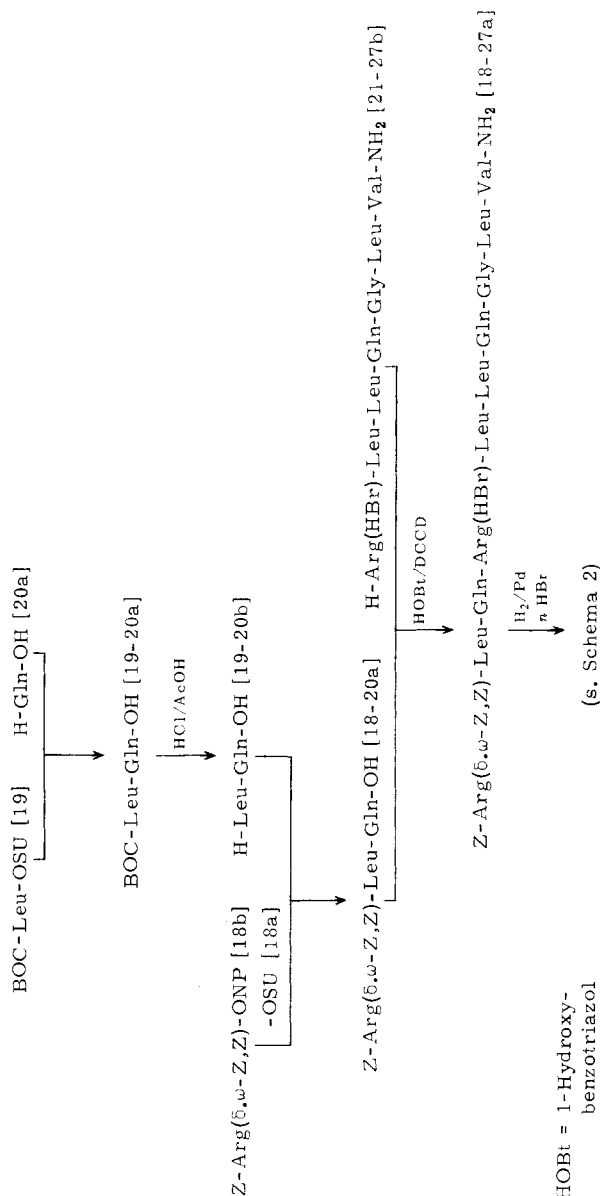 BOC-Leu-OSU [19] H-Gln-OH [20a]
BOC-Leu-Gln-OH [19-20a]
HCl/AcOH
Z-Arg(δ.ω-Z,Z)-ONP [18b] H-Leu-Gln-OH [19-20b]
-OSU [18a]
Z-Arg(δ.ω-Z,Z)-Leu-Gln-OH [18-20a] H-Arg(HBr)-Leu-Leu-Gln-Gly-Leu-Val-NH₂ [21-27b]
HOBt/DCCD
Z-Arg(δ.ω-Z,Z)-Leu-Gln-Arg(HBr)-Leu-Leu-Gln-Gly-Leu-Val-NH₂ [18-27a]
H₂/Pd
n HBr
(s. Schema 2)
HOBt = 1-Hydroxy-
benzotriazol